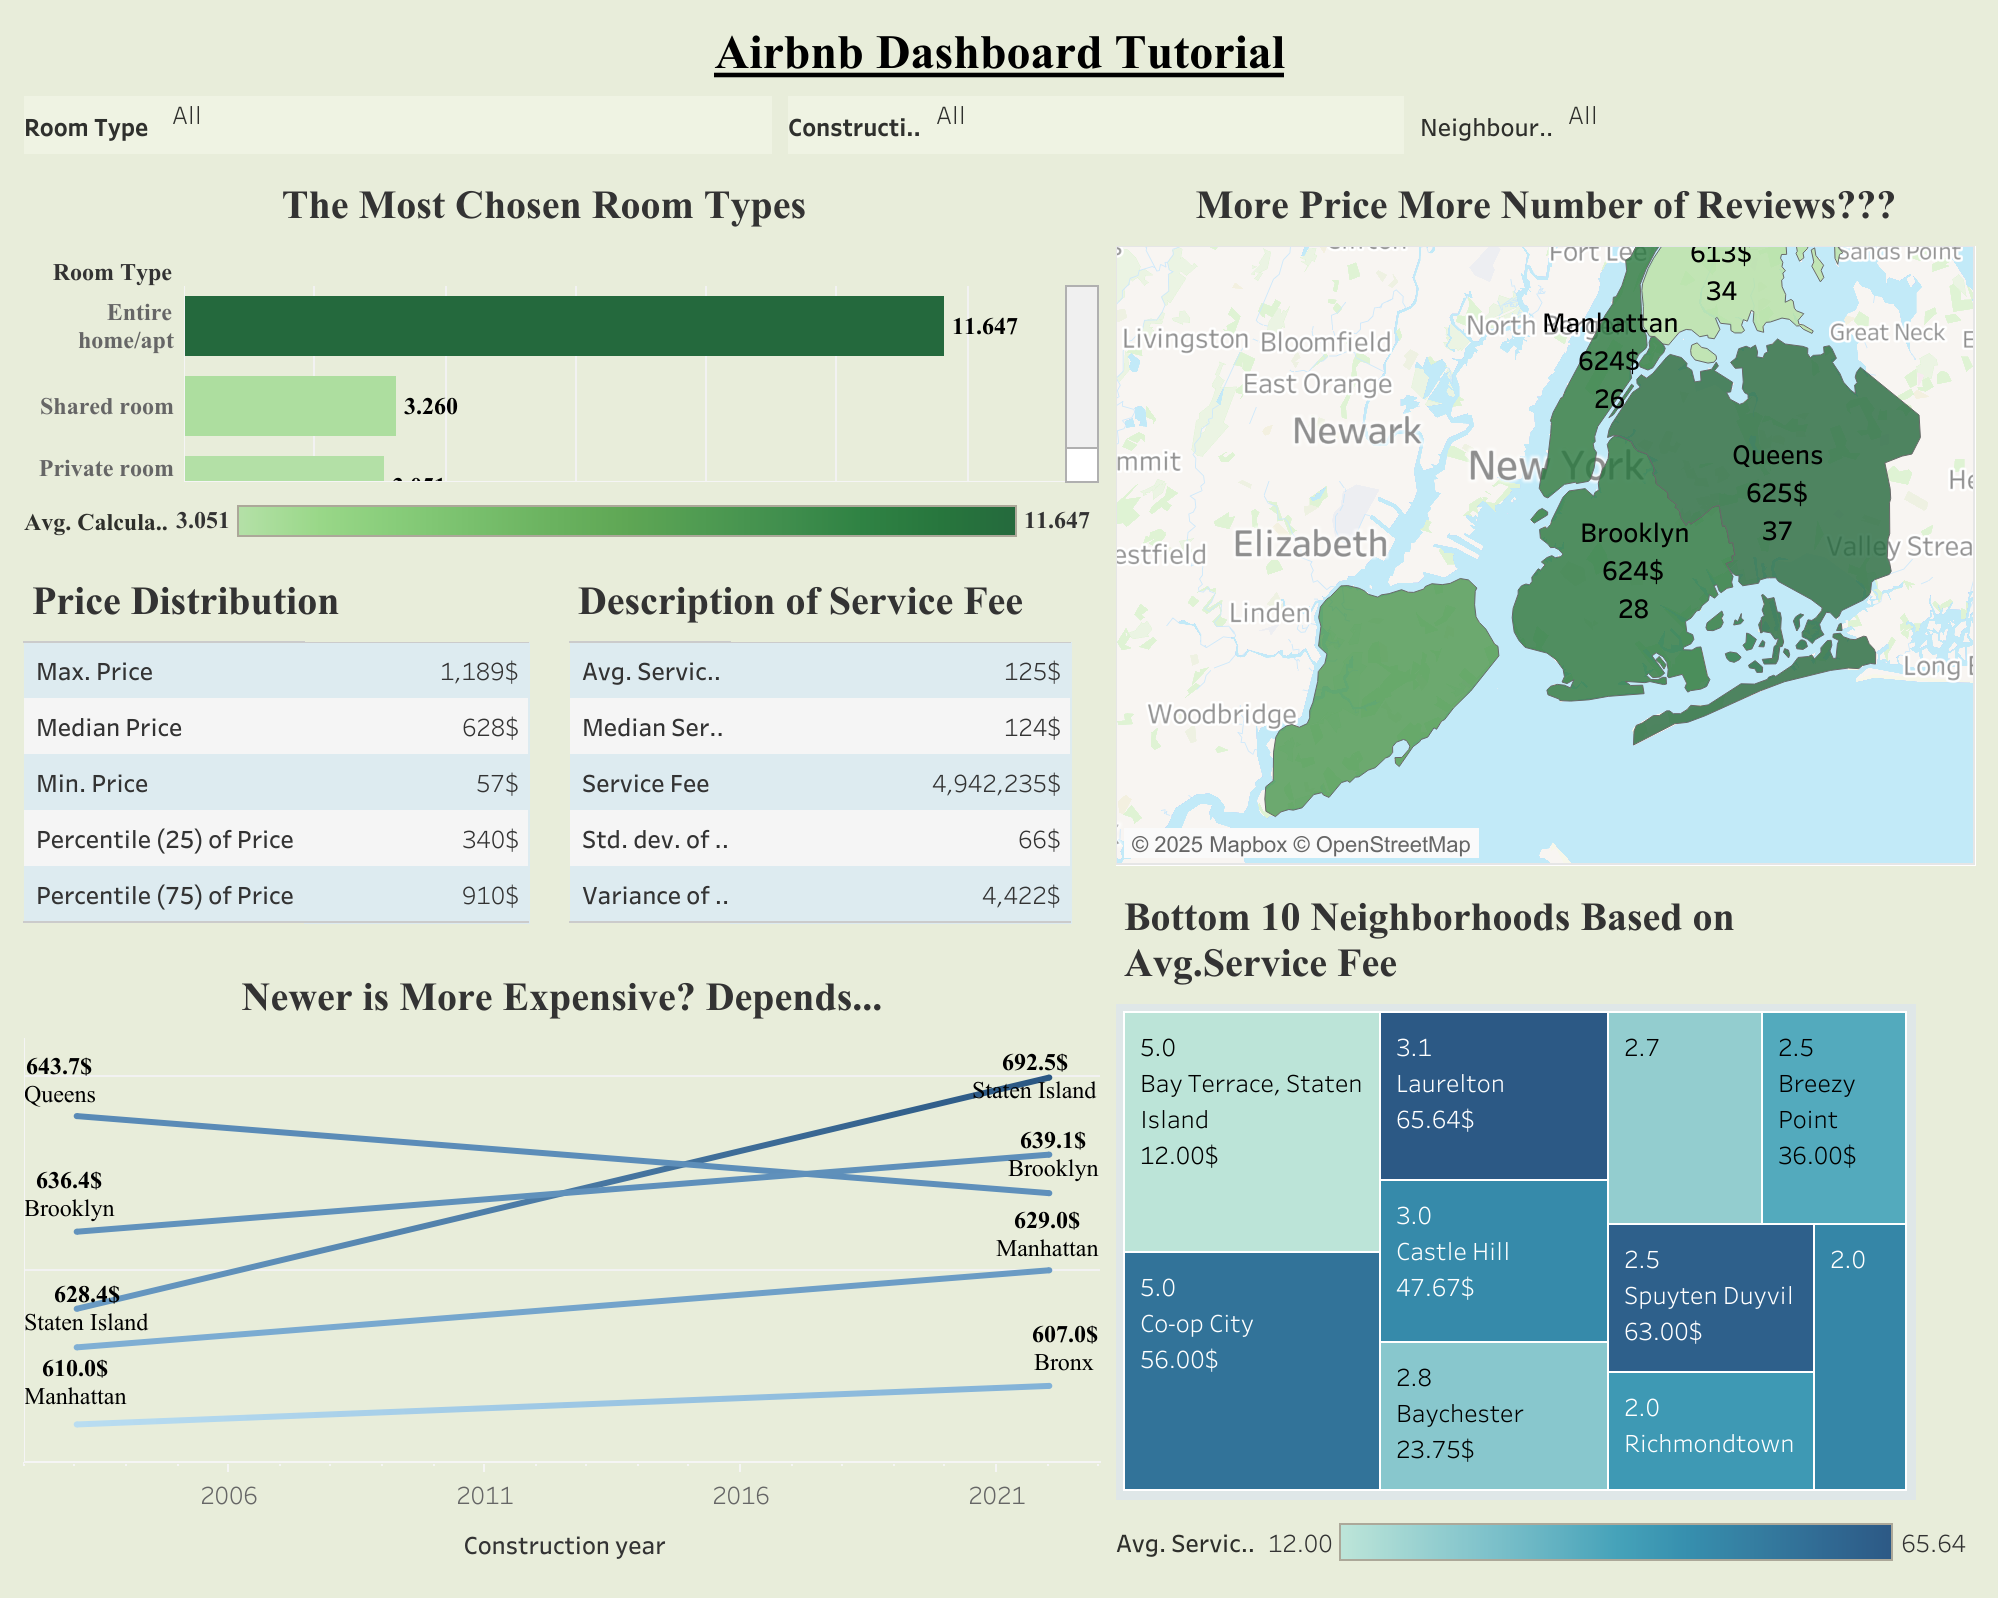 Airbnb Dashboard Tutorial
Room Type All
Constructi.. All
Neighbour.. All
The Most Chosen Room Types
Room Type
Entire
home/apt
11.647
Shared room
3.260
Private room
Avg. Calcula.. 3.051
11.647
Price Distribution
Max. Price 1,189$
Median Price 628$
Min. Price 57$
Percentile (25) of Price 340$
Percentile (75) of Price 910$
Description of Service Fee
Avg. Servic.. 125$
Median Ser.. 124$
Service Fee 4,942,235$
Std. dev. of .. 66$
Variance of .. 4,422$
Newer is More Expensive? Depends...
643.7$
Queens
636.4$
Brooklyn
628.4$
Staten Island
610.0$
Manhattan
692.5$
Staten Island
639.1$
Brooklyn
629.0$
Manhattan
607.0$
Bronx
2006
2011
2016
2021
Construction year
More Price More Number of Reviews???
Fort Lee
613$
34
Sands Point
Manhattan
624$
26
Great Neck
Livingston
Bloomfield
East Orange
Newark
mmit
New York
Queens
625$
37
Brooklyn
624$
28
Elizabeth
estfield
Valley Strea
Linden
Long
Woodbridge
© 2025 Mapbox © OpenStreetMap
Bottom 10 Neighborhoods Based on
Avg.Service Fee
5.0
Bay Terrace, Staten
Island
12.00$
5.0
Co-op City
56.00$
3.1
Laurelton
65.64$
3.0
Castle Hill
47.67$
2.8
Baychester
23.75$
2.7
2.5
Breezy
Point
36.00$
2.5
Spuyten Duyvil
63.00$
2.0
Richmondtown
2.0
Avg. Servic.. 12.00
65.64